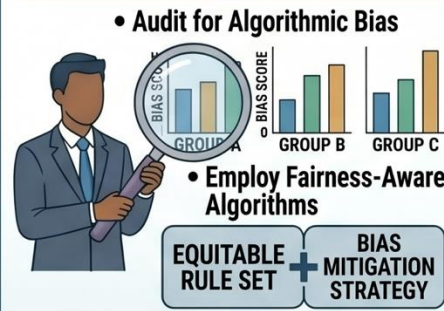 • Audit for Algorithmic Bias
BIAS SCORE
GROUP A
BIAS SCORE
0
GROUP B
GROUP C
• Employ Fairness-Aware
Algorithms
EQUITABLE
RULE SET
+
BIAS
MITIGATION
STRATEGY